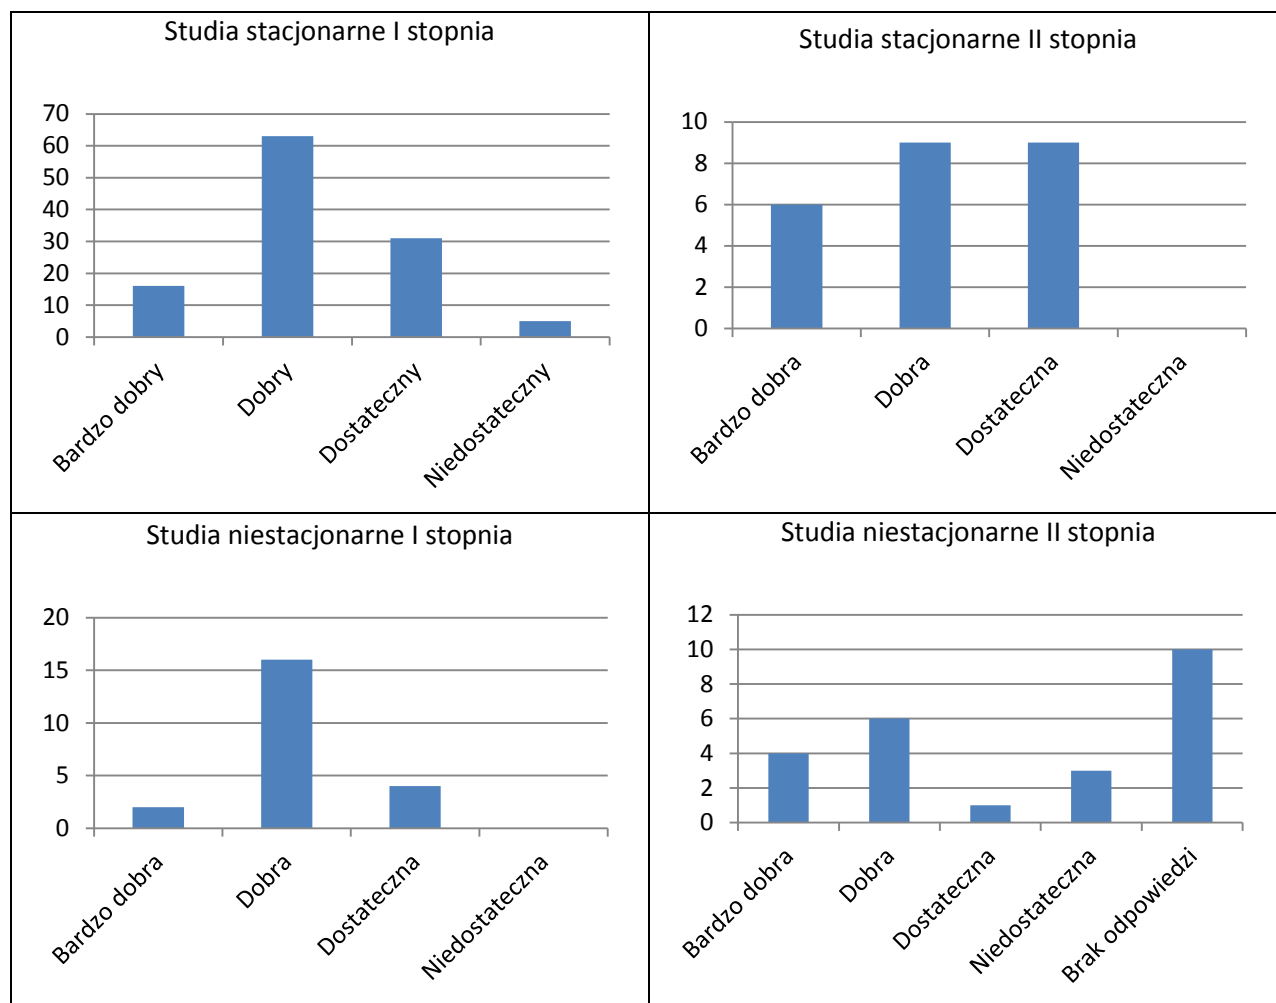 Studia stacjonarne I stopnia
70
60
50
40
30
20
10
0
Bardzo dobry
Dobry
Dostateczny
Niedostateczny
Studia stacjonarne II stopnia
10
8
6
4
2
0
Bardzo dobra
Dobra
Dostateczna
Niedostateczna
Studia niestacjonarne I stopnia
20
15
10
5
0
Bardzo dobra
Dobra
Dostateczna
Niedostateczna
Studia niestacjonarne II stopnia
12
10
8
6
4
2
0
Bardzo dobra
Dobra
Dostateczna
Niedostateczna
Brak odpowiedzi